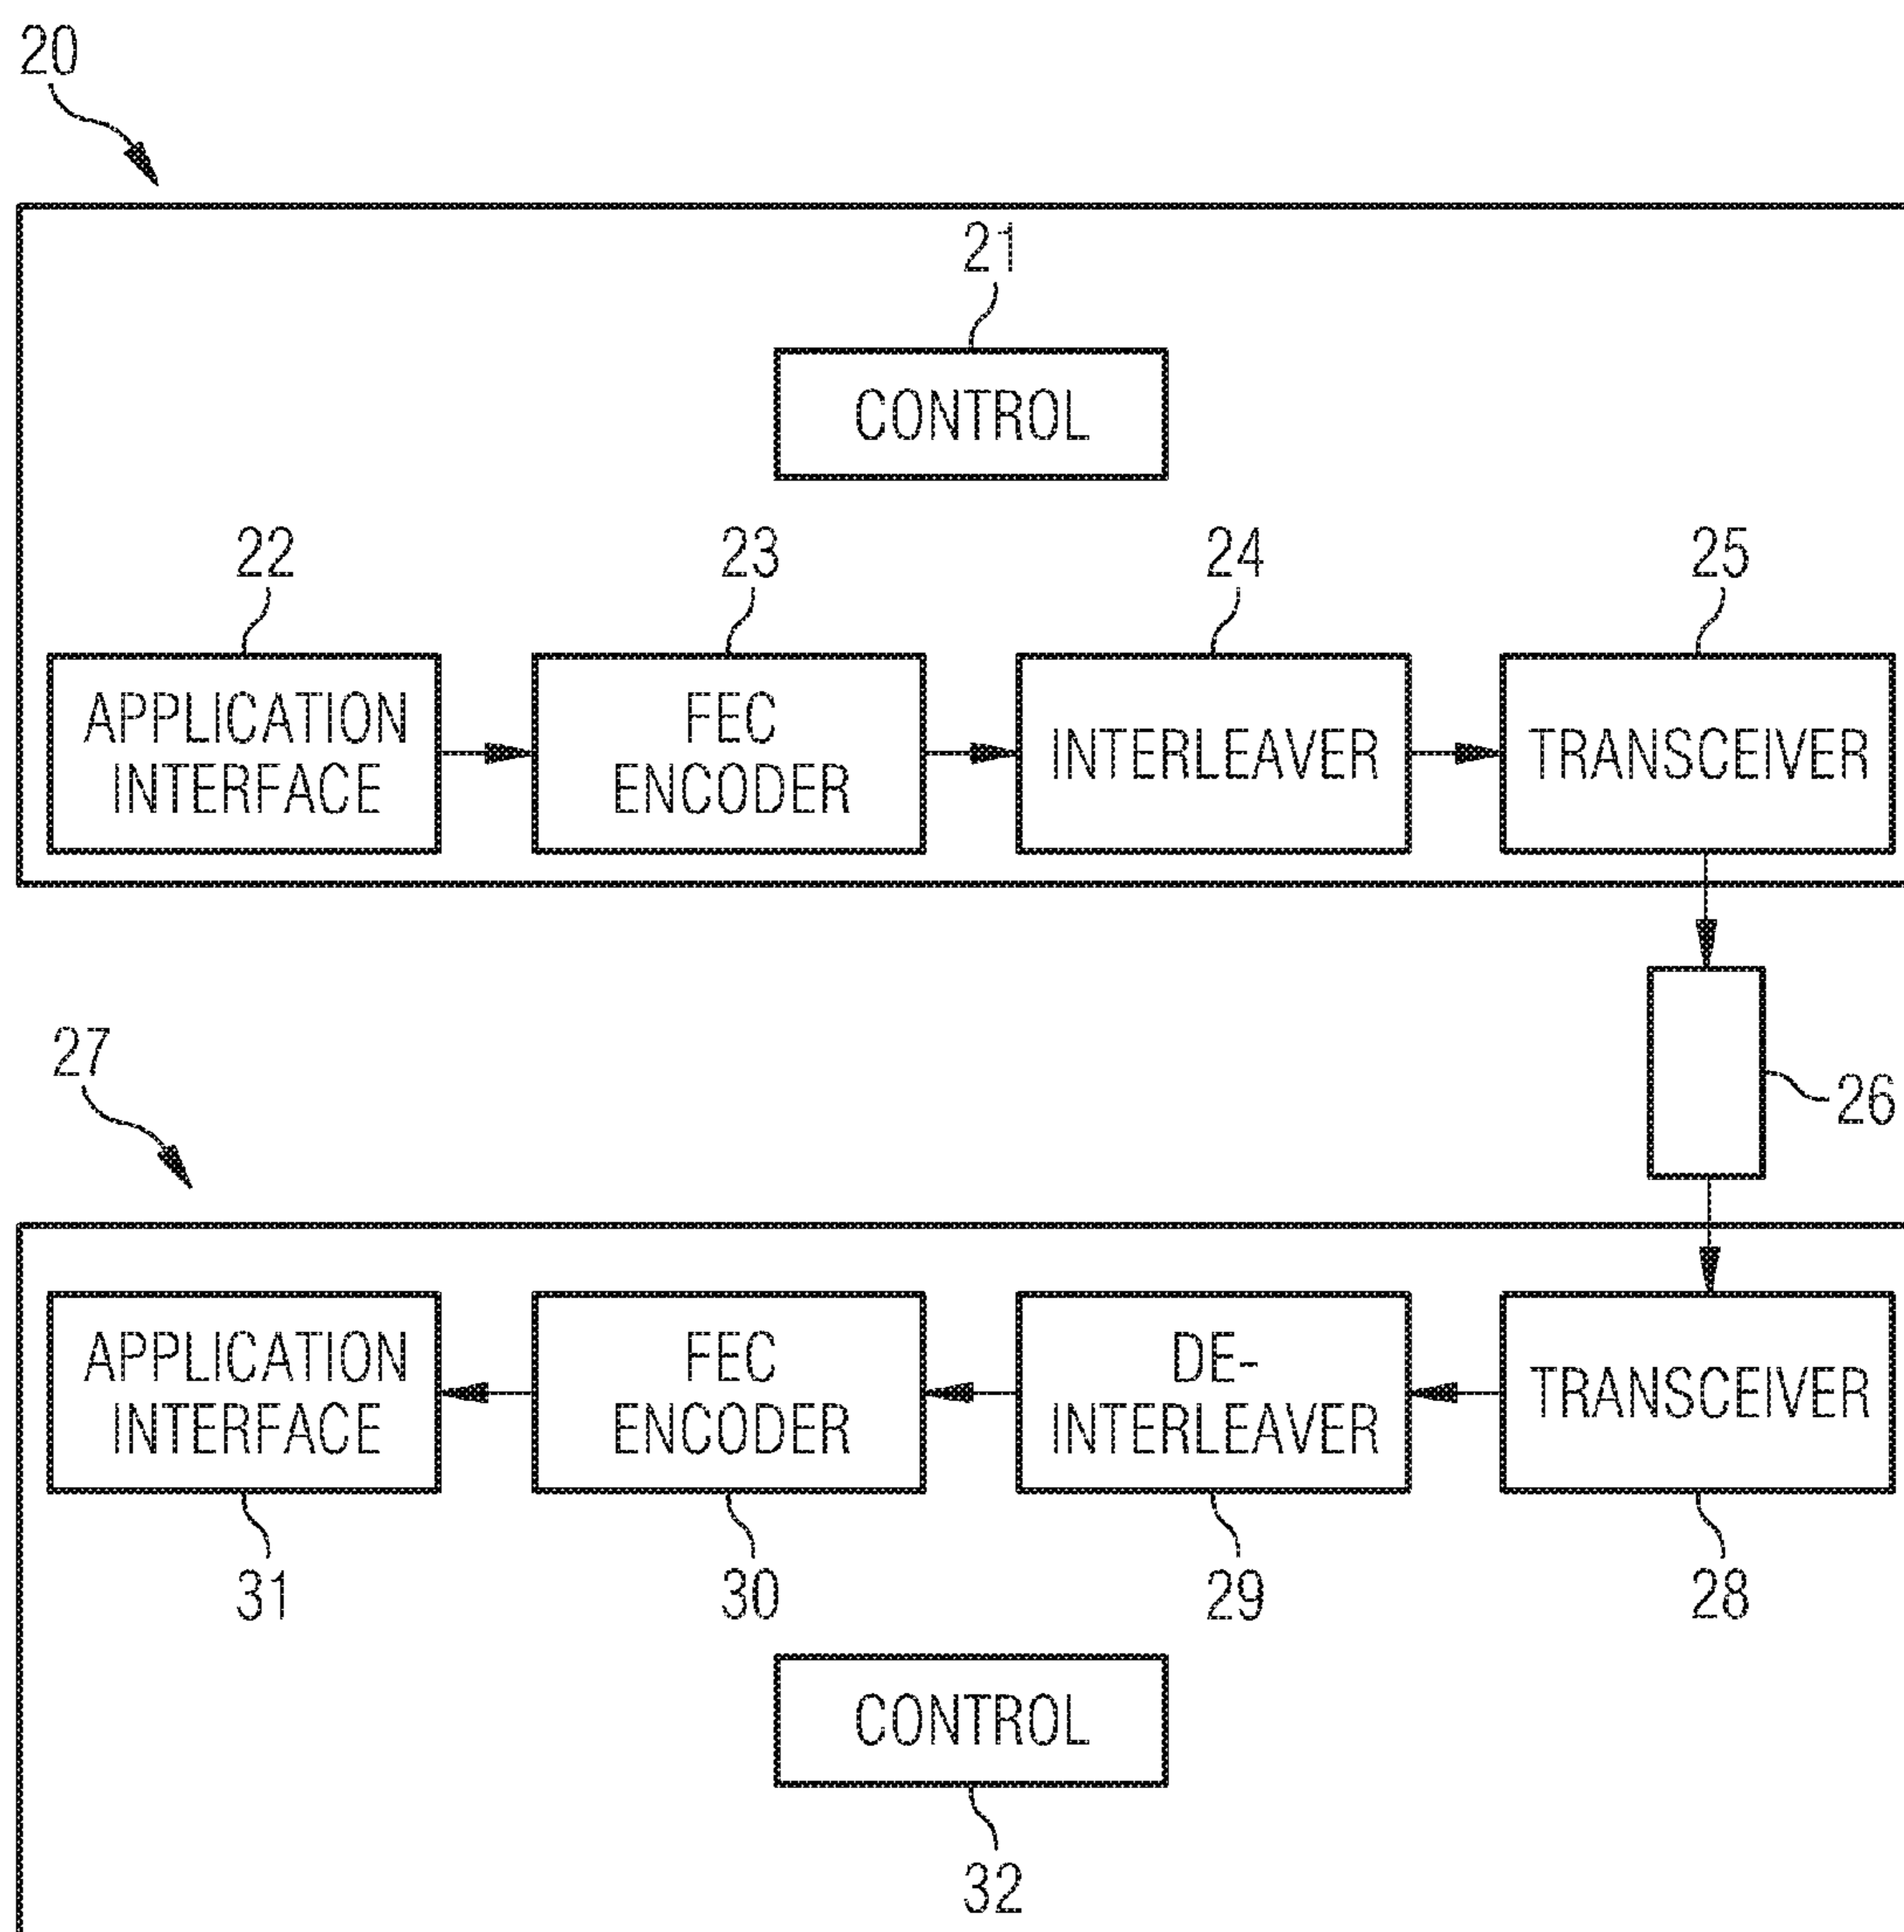 20
21
CONTROL
22
23
24
25
APPLICATION
INTERFACE
FEC
ENCODER
INTERLEAVER
TRANSCEIVER
26
27
APPLICATION
INTERFACE
FEC
ENCODER
DE-
INTERLEAVER
TRANSCEIVER
31
30
29
28
CONTROL
32